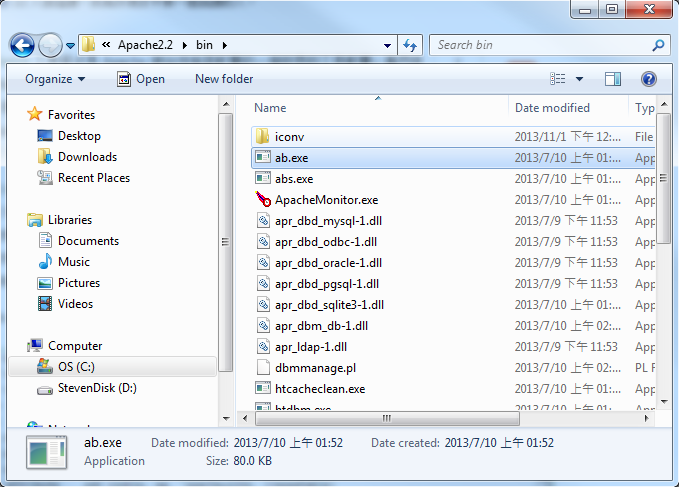 « Apache2.2 ▸ bin ▸
Search bin
Organize ▾ Open New folder
Name Date modified Typ
Favorites
Desktop
Downloads
Recent Places
Libraries
Documents
Music
Pictures
Videos
Computer
OS (C:)
StevenDisk (D:)
iconv 2013/11/1 下午 12:... File
ab.exe 2013/7/10 上午 01:... App
abs.exe 2013/7/10 上午 01:... App
ApacheMonitor.exe 2013/7/10 上午 01:... App
apr_dbd_mysql-1.dll 2013/7/9 下午 11:53 App
apr_dbd_odbc-1.dll 2013/7/9 下午 11:53 App
apr_dbd_oracle-1.dll 2013/7/9 下午 11:53 App
apr_dbd_pgsql-1.dll 2013/7/9 下午 11:53 App
apr_dbd_sqlite3-1.dll 2013/7/10 上午 01:... App
apr_dbm_db-1.dll 2013/7/10 上午 02:... App
apr_ldap-1.dll 2013/7/9 下午 11:53 App
dbmmanage.pl 2013/7/10 上午 02:... PL F
htcacheclean.exe 2013/7/10 上午 01:... App
ab.exe Date modified: 2013/7/10 上午 01:52 Date created: 2013/7/10 上午 01:52
Application Size: 80.0 KB